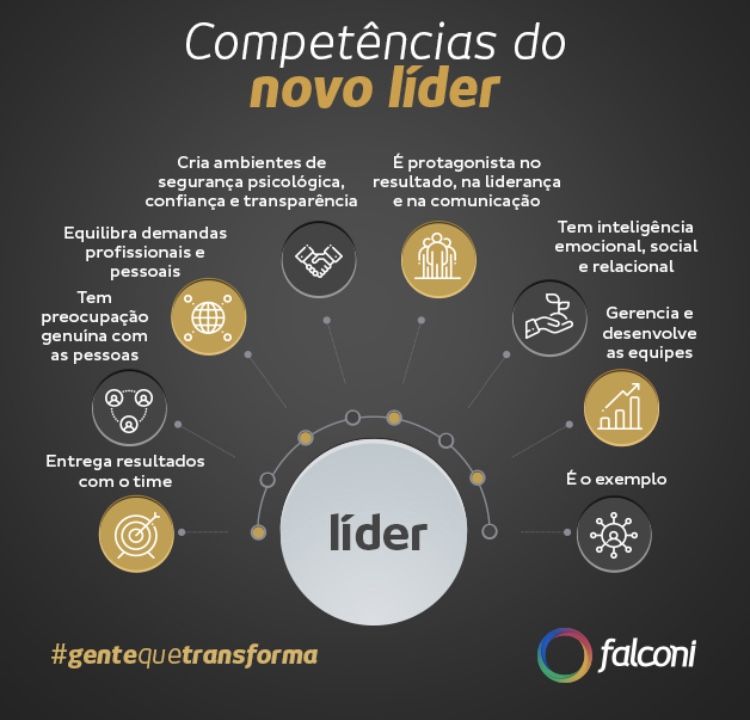 Competências do
novo líder
Cria ambientes de
segurança psicológica,
confiança e transparência
É protagonista no
resultado, na liderança
e na comunicação
Equilibra demandas
profissionais e
pessoais
Tem inteligência
emocional, social
e relacional
Tem
preocupação
genuína com
as pessoas
Gerencia e
desenvolve
as equipes
Entrega resultados
com o time
É o exemplo
líder
#gentequetransforma
falconi